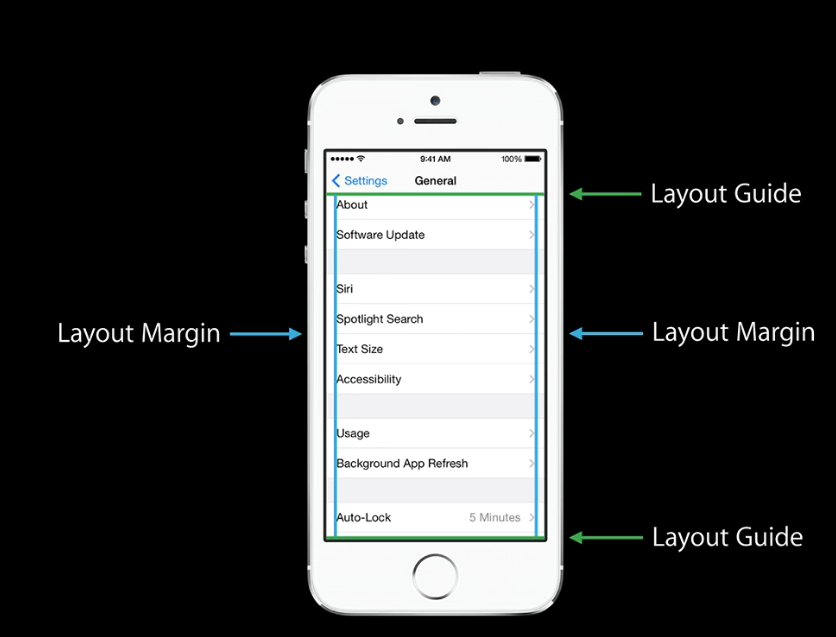 9:41 AM 100%
Settings General
Layout Guide
About
Software Update
Siri
Spotlight Search
Layout Margin
Layout Margin
Text Size
Accessibility
Usage
Background App Refresh
Auto-Lock 5 Minutes
Layout Guide